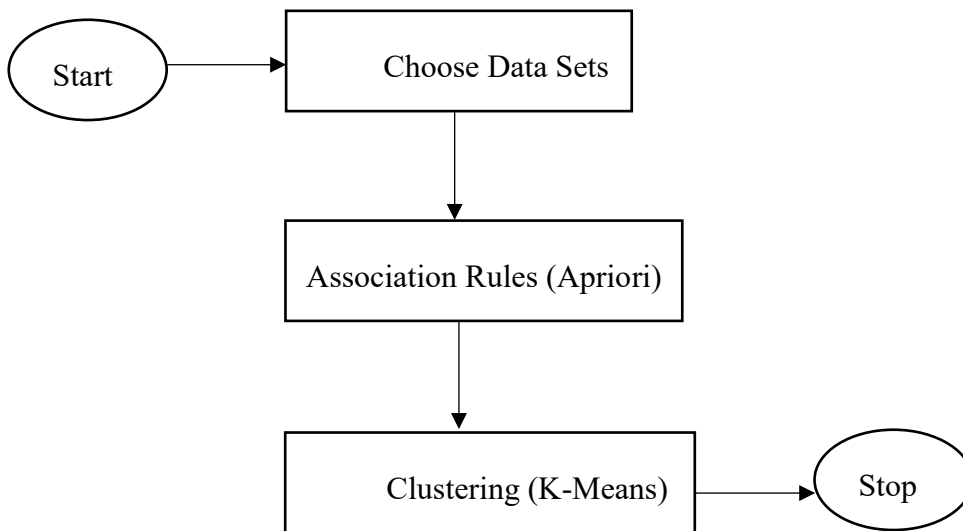 Start
Choose Data Sets
Association Rules (Apriori)
Clustering (K-Means)
Stop